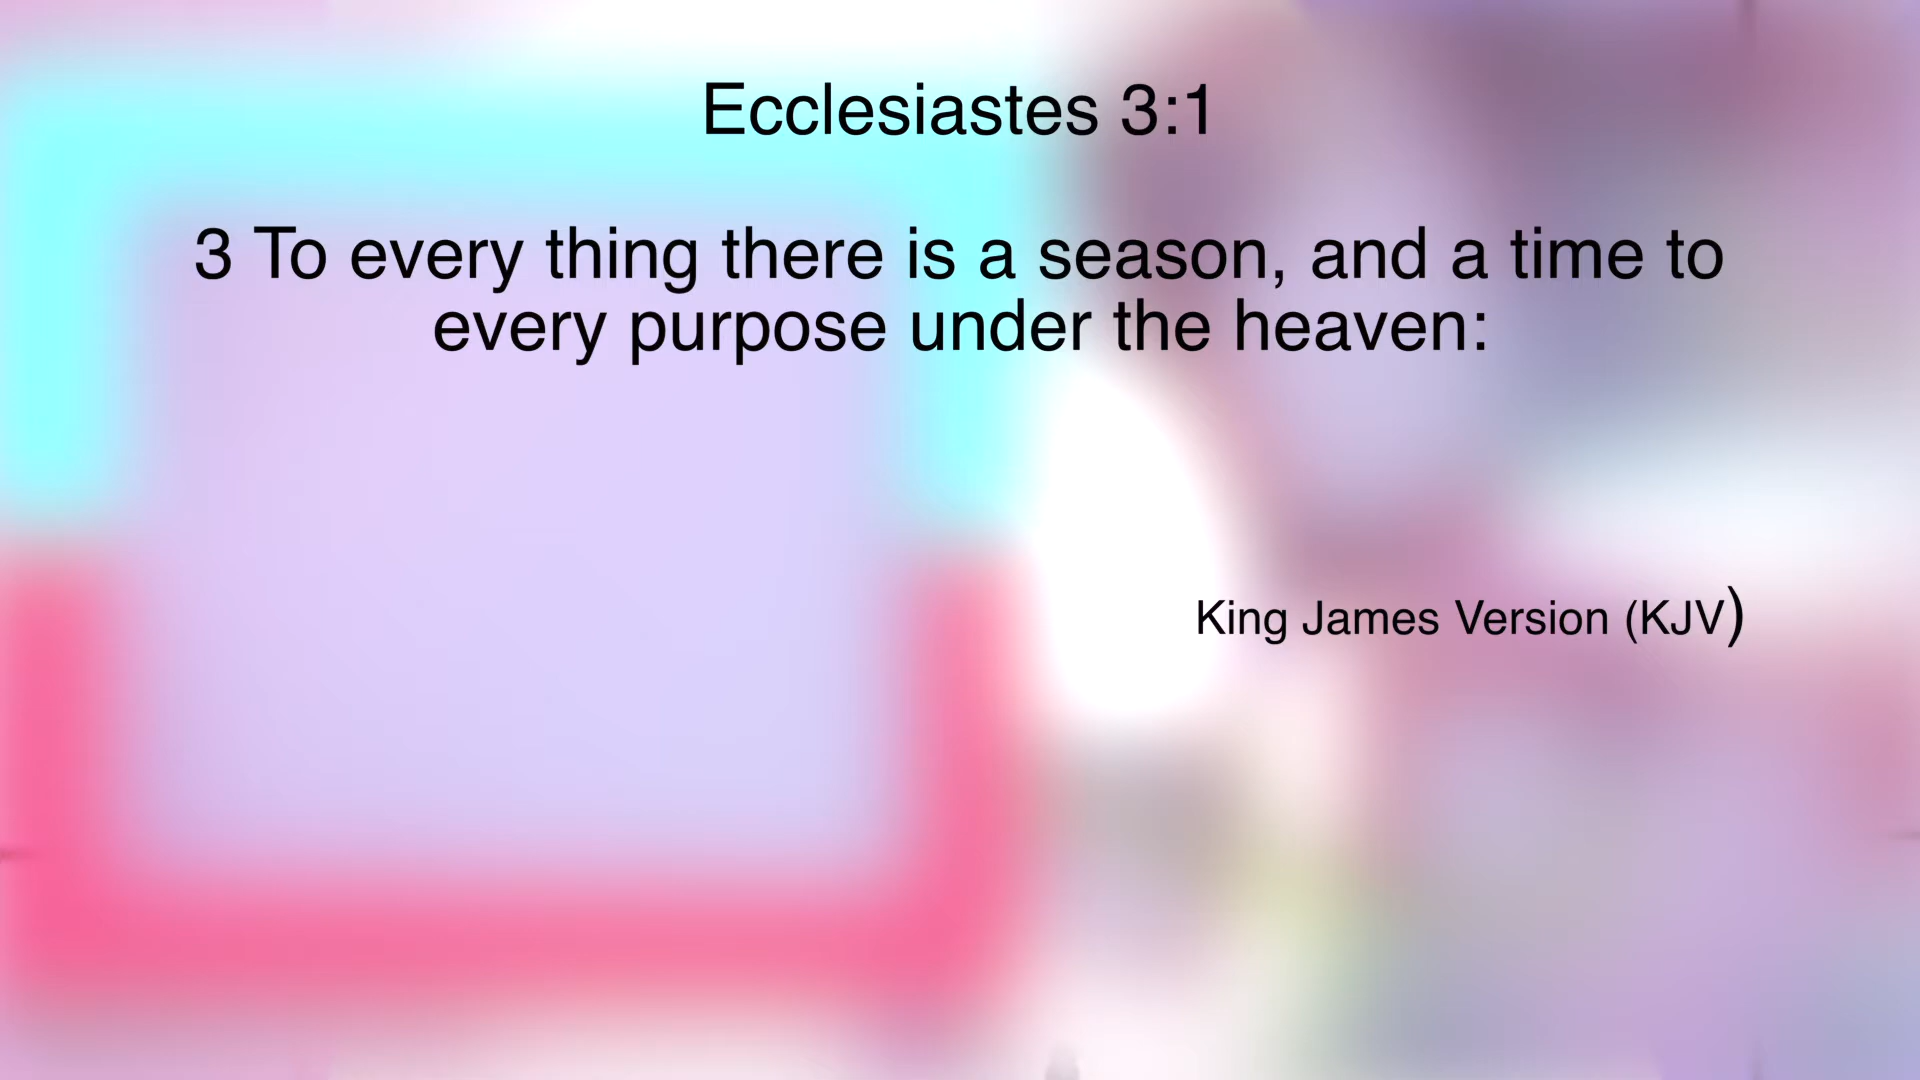 Ecclesiastes 3:1
3 To every thing there is a season, and a time to
every purpose under the heaven:
King James Version (KJV)